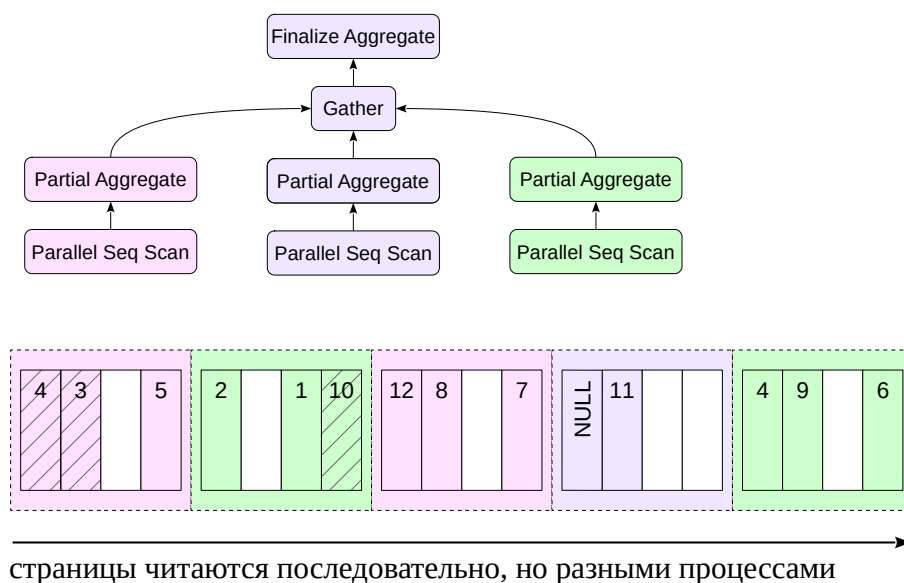 Finalize Aggregate
Gather
Partial Aggregate Partial Aggregate Partial Aggregate
Parallel Seq Scan Parallel Seq Scan Parallel Seq Scan
4 3 5 2 1 10 12 8 7 NULL 11 4 9 6
страницы читаются последовательно, но разными процессами